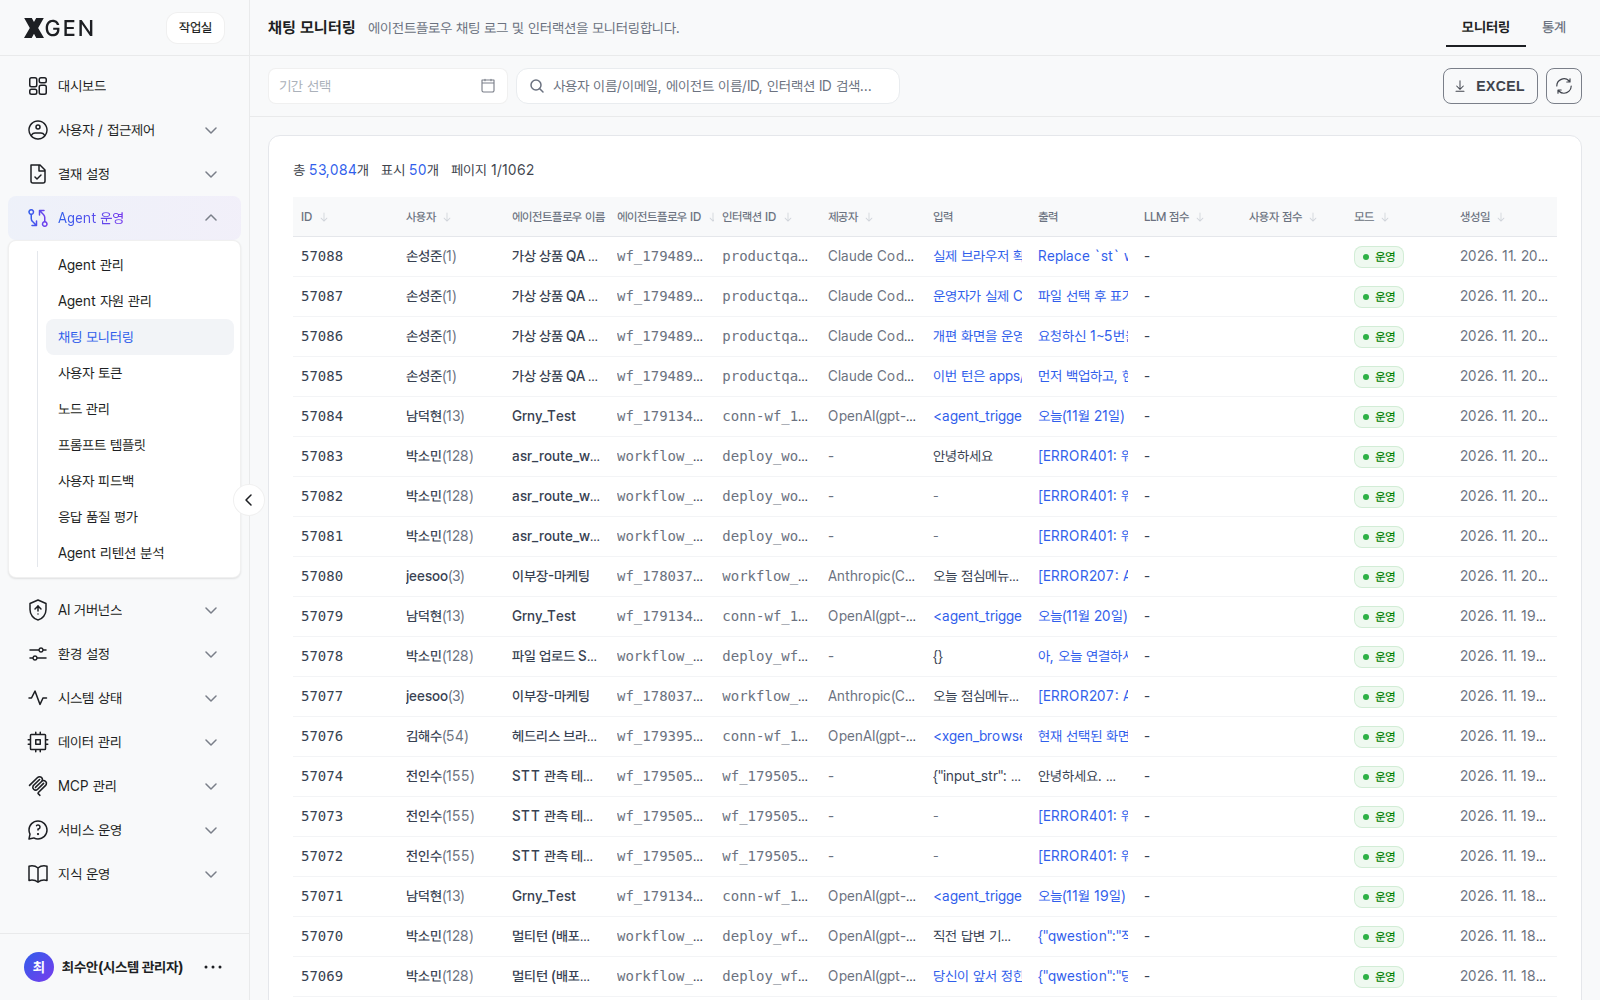 XGEN
작업실
채팅 모니터링 에이전트플로우 채팅 로그 및 인터랙션을 모니터링합니다.
모니터링 통계
기간 선택
사용자 이름/이메일, 에이전트 이름/ID, 인터랙션 ID 검색...
EXCEL
대시보드
사용자 / 접근제어
결재 설정
Agent 운영
Agent 관리
Agent 자원 관리
채팅 모니터링
사용자 토큰
노드 관리
프롬프트 템플릿
사용자 피드백
응답 품질 평가
Agent 리텐션 분석
AI 거버넌스
환경 설정
시스템 상태
데이터 관리
MCP 관리
서비스 운영
지식 운영
최 최수안(시스템 관리자)
총 53,084개 표시 50개 페이지 1/1062
ID 사용자 에이전트플로우 이름 에이전트플로우 ID 인터랙션 ID 제공자 입력 출력 LLM 점수 사용자 점수 모드 생성일
57088 손성준(1) 가상 상품 QA ... wf_179489... productqa... Claude Cod... 실제 브라우저 확 Replace `st` v - 운영 2026. 11. 20...
57087 손성준(1) 가상 상품 QA ... wf_179489... productqa... Claude Cod... 운영자가 실제 C 파일 선택 후 표기 - 운영 2026. 11. 20...
57086 손성준(1) 가상 상품 QA ... wf_179489... productqa... Claude Cod... 개편 화면을 운영 요청하신 1~5번 - 운영 2026. 11. 20...
57085 손성준(1) 가상 상품 QA ... wf_179489... productqa... Claude Cod... 이번 턴은 apps/ 먼저 백업하고, - 운영 2026. 11. 20...
57084 남덕현(13) Grny_Test wf_179134... conn-wf_1... OpenAI(gpt-... <agent_trigge 오늘(11월 21일) - 운영 2026. 11. 20...
57083 박소민(128) asr_route_w... workflow_... deploy_wo... - 안녕하세요 [ERROR401: 워 - 운영 2026. 11. 20...
57082 박소민(128) asr_route_w... workflow_... deploy_wo... - - [ERROR401: 워 - 운영 2026. 11. 20...
57081 박소민(128) asr_route_w... workflow_... deploy_wo... - - [ERROR401: 워 - 운영 2026. 11. 20...
57080 jeesoo(3) 이부장-마케팅 wf_178037... workflow_... Anthropic(C... 오늘 점심메뉴... [ERROR207: A - 운영 2026. 11. 20...
57079 남덕현(13) Grny_Test wf_179134... conn-wf_1... OpenAI(gpt-... <agent_trigge 오늘(11월 20일) - 운영 2026. 11. 19...
57078 박소민(128) 파일 업로드 S... workflow_... deploy_wf... - {} 아, 오늘 연결하시 - 운영 2026. 11. 19...
57077 jeesoo(3) 이부장-마케팅 wf_178037... workflow_... Anthropic(C... 오늘 점심메뉴... [ERROR207: A - 운영 2026. 11. 19...
57076 김해수(54) 헤드리스 브라... wf_179395... conn-wf_1... OpenAI(gpt-... <xgen_browse 현재 선택된 화면 - 운영 2026. 11. 19...
57074 전인수(155) STT 관측 테... wf_179505... wf_179505... - {"input_str": ... 안녕하세요. ... - 운영 2026. 11. 19...
57073 전인수(155) STT 관측 테... wf_179505... wf_179505... - - [ERROR401: 워 - 운영 2026. 11. 19...
57072 전인수(155) STT 관측 테... wf_179505... wf_179505... - - [ERROR401: 워 - 운영 2026. 11. 19...
57071 남덕현(13) Grny_Test wf_179134... conn-wf_1... OpenAI(gpt-... <agent_trigge 오늘(11월 19일) - 운영 2026. 11. 18...
57070 박소민(128) 멀티턴 (배포... workflow_... deploy_wf... OpenAI(gpt-... 직전 답변 기... {"qwestion":"직 - 운영 2026. 11. 18...
57069 박소민(128) 멀티턴 (배포... workflow_... deploy_wf... OpenAI(gpt-... 당신이 앞서 정한 {"qwestion":"당 - 운영 2026. 11. 18...